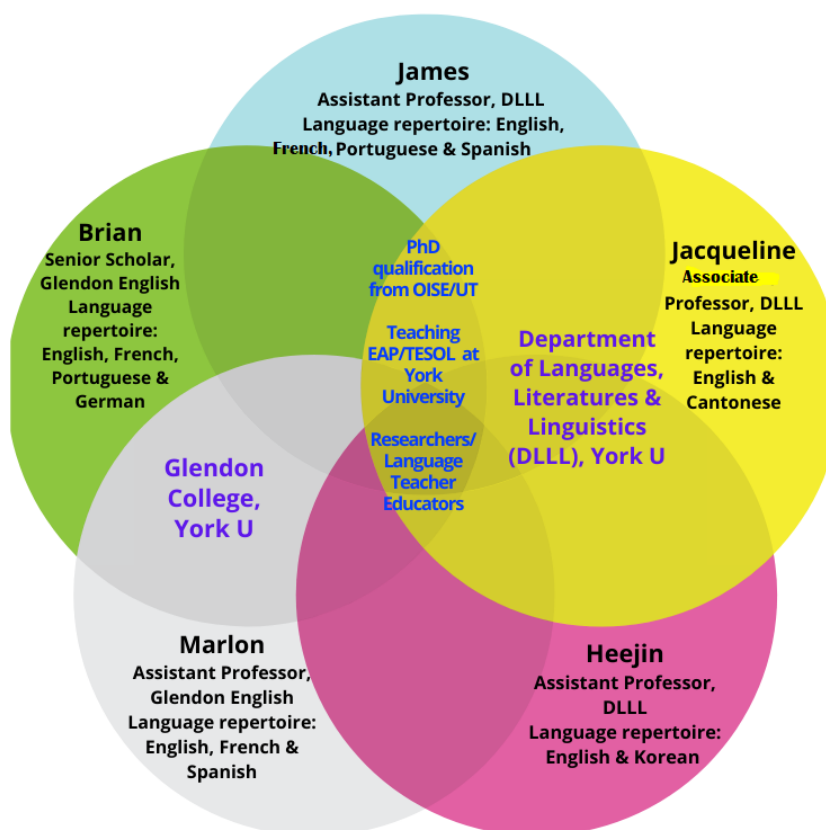 James
Assistant Professor, DLLL
Language repertoire: English,
French, Portuguese & Spanish
Brian
Senior Scholar,
Glendon English
Language
repertoire:
English, French,
Portuguese &
German
PhD
qualification
from OISE/UT
Teaching
EAP/TESOL at
York
University
Researchers/
Language
Teacher
Educators
Jacqueline
Associate
Professor, DLLL
Language
repertoire:
English &
Cantonese
Department
of Languages,
Literatures &
Linguistics
(DLLL), York U
Glendon
College,
York U
Marlon
Assistant Professor,
Glendon English
Language repertoire:
English, French &
Spanish
Heejin
Assistant Professor,
DLLL
Language repertoire:
English & Korean